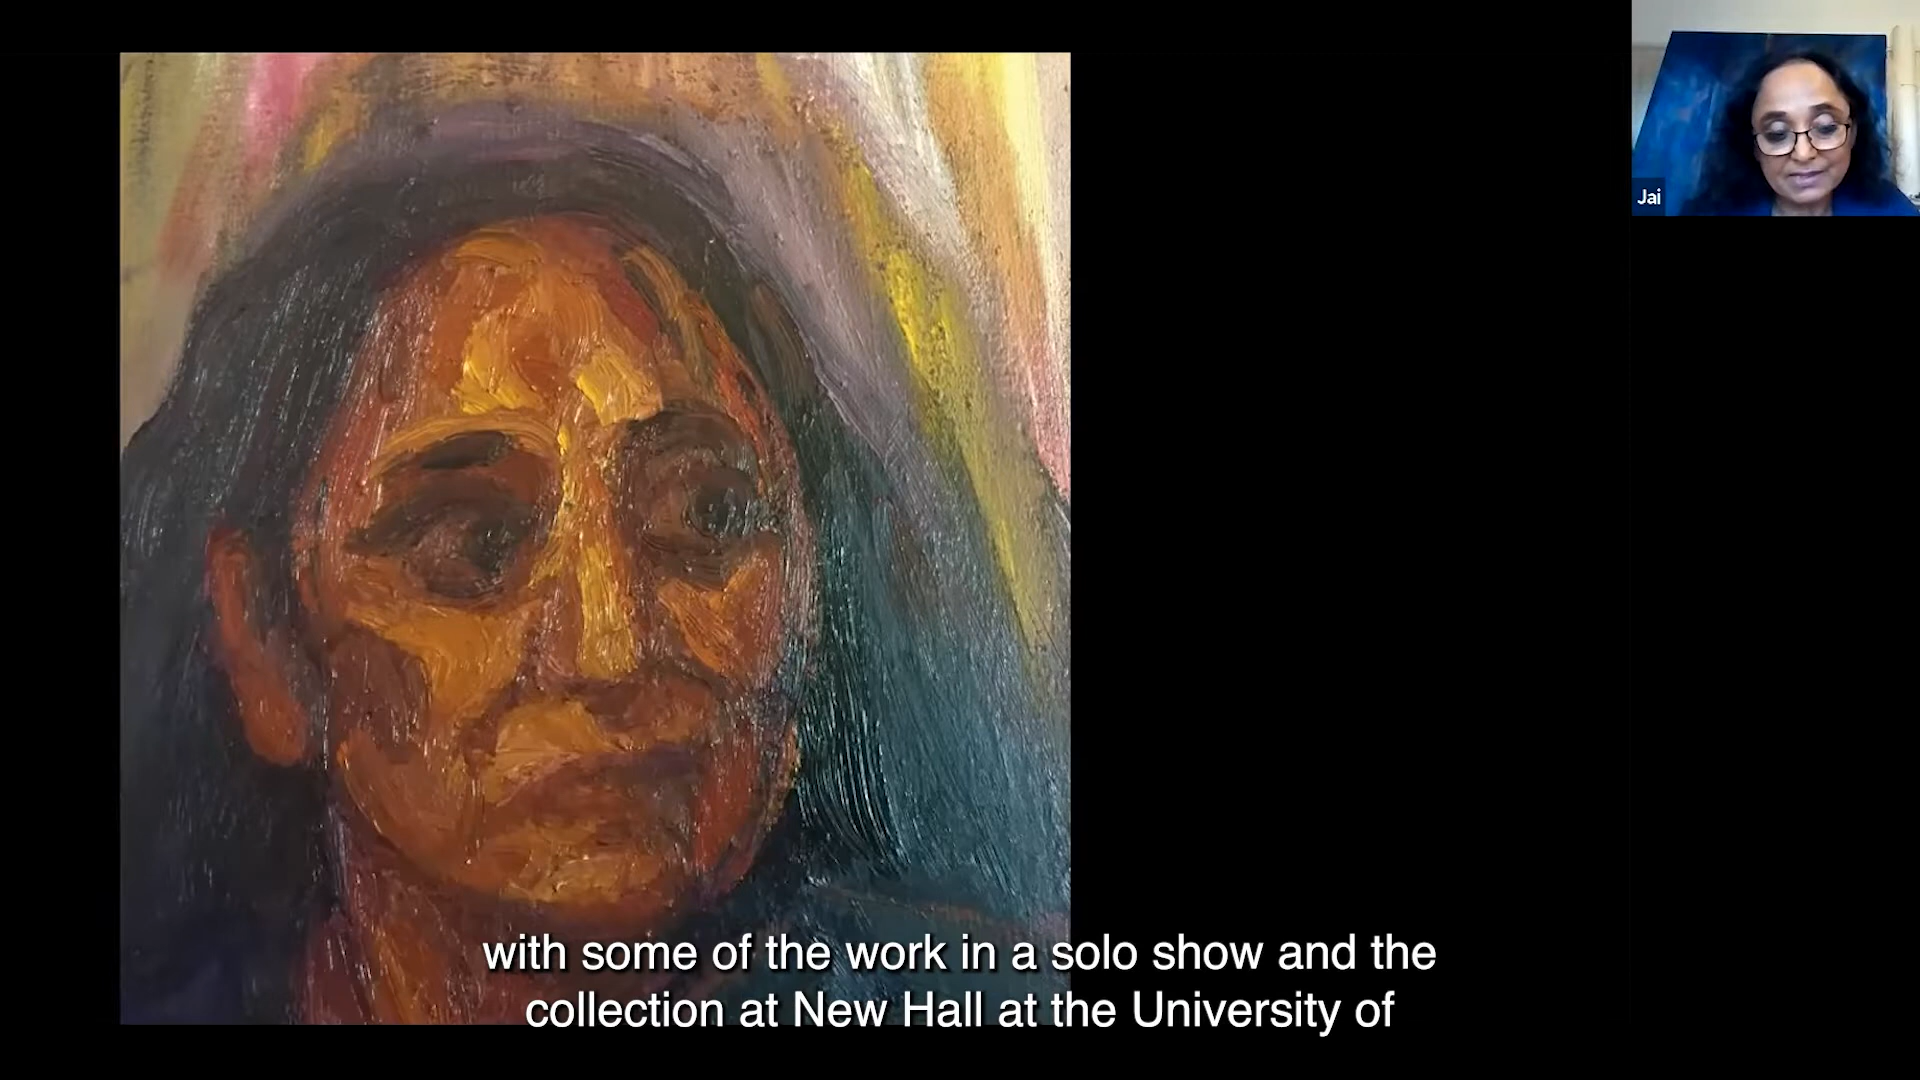 Jai
with some of the work in a solo show and the
collection at New Hall at the University of